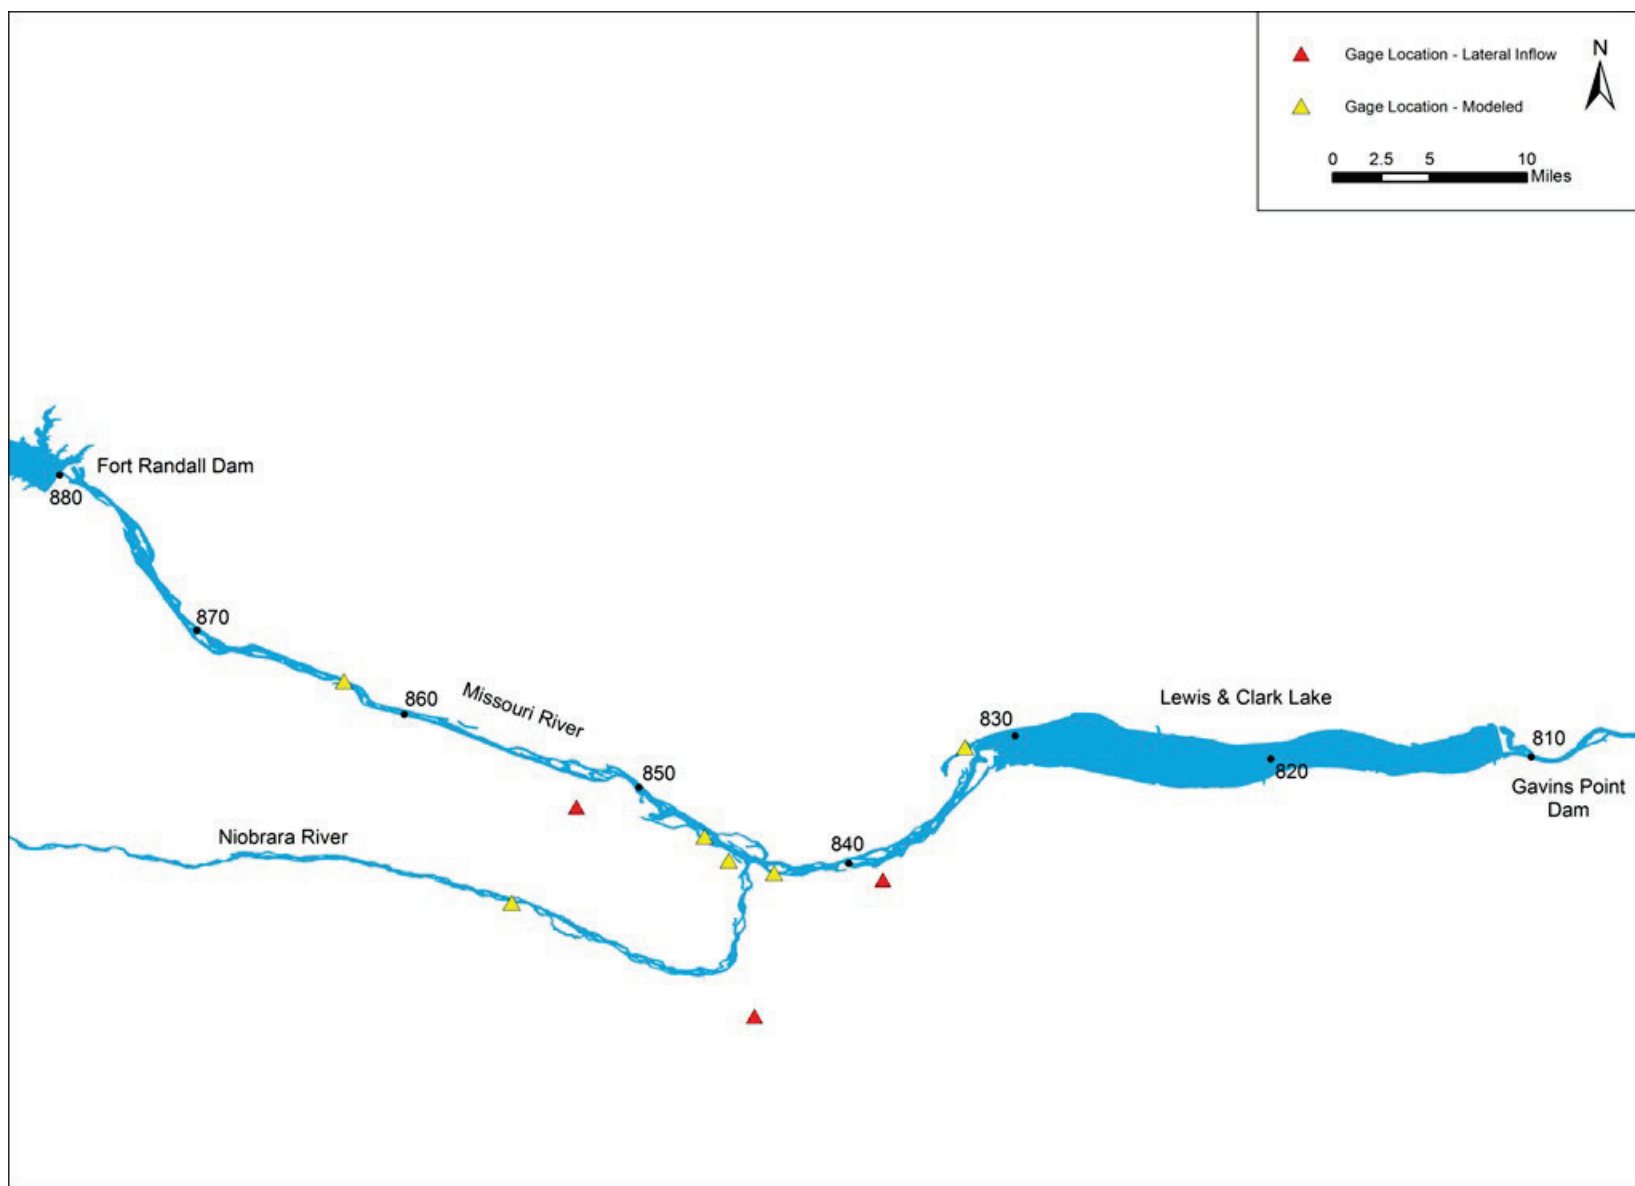 Gage Location - Lateral Inflow
N
Gage Location - Modeled
0 2.5 5 10
Miles
Fort Randall Dam
880
870
860
Missouri River
850
Niobrara River
840
830
Lewis & Clark Lake
820
810
Gavins Point
Dam